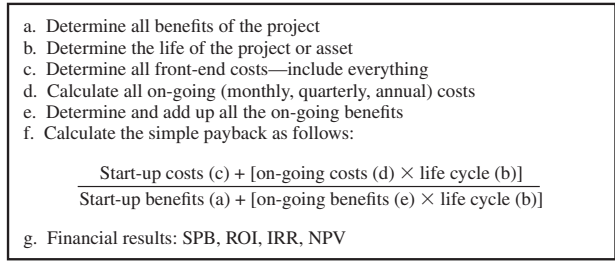 a. Determine all benefits of the project
b. Determine the life of the project or asset
c. Determine all front-end costs—include everything
d. Calculate all on-going (monthly, quarterly, annual) costs
e. Determine and add up all the on-going benefits
f. Calculate the simple payback as follows:
Start-up costs (c) + [on-going costs (d) × life cycle (b)]
Start-up benefits (a) + [on-going benefits (e) × life cycle (b)]
g. Financial results: SPB, ROI, IRR, NPV